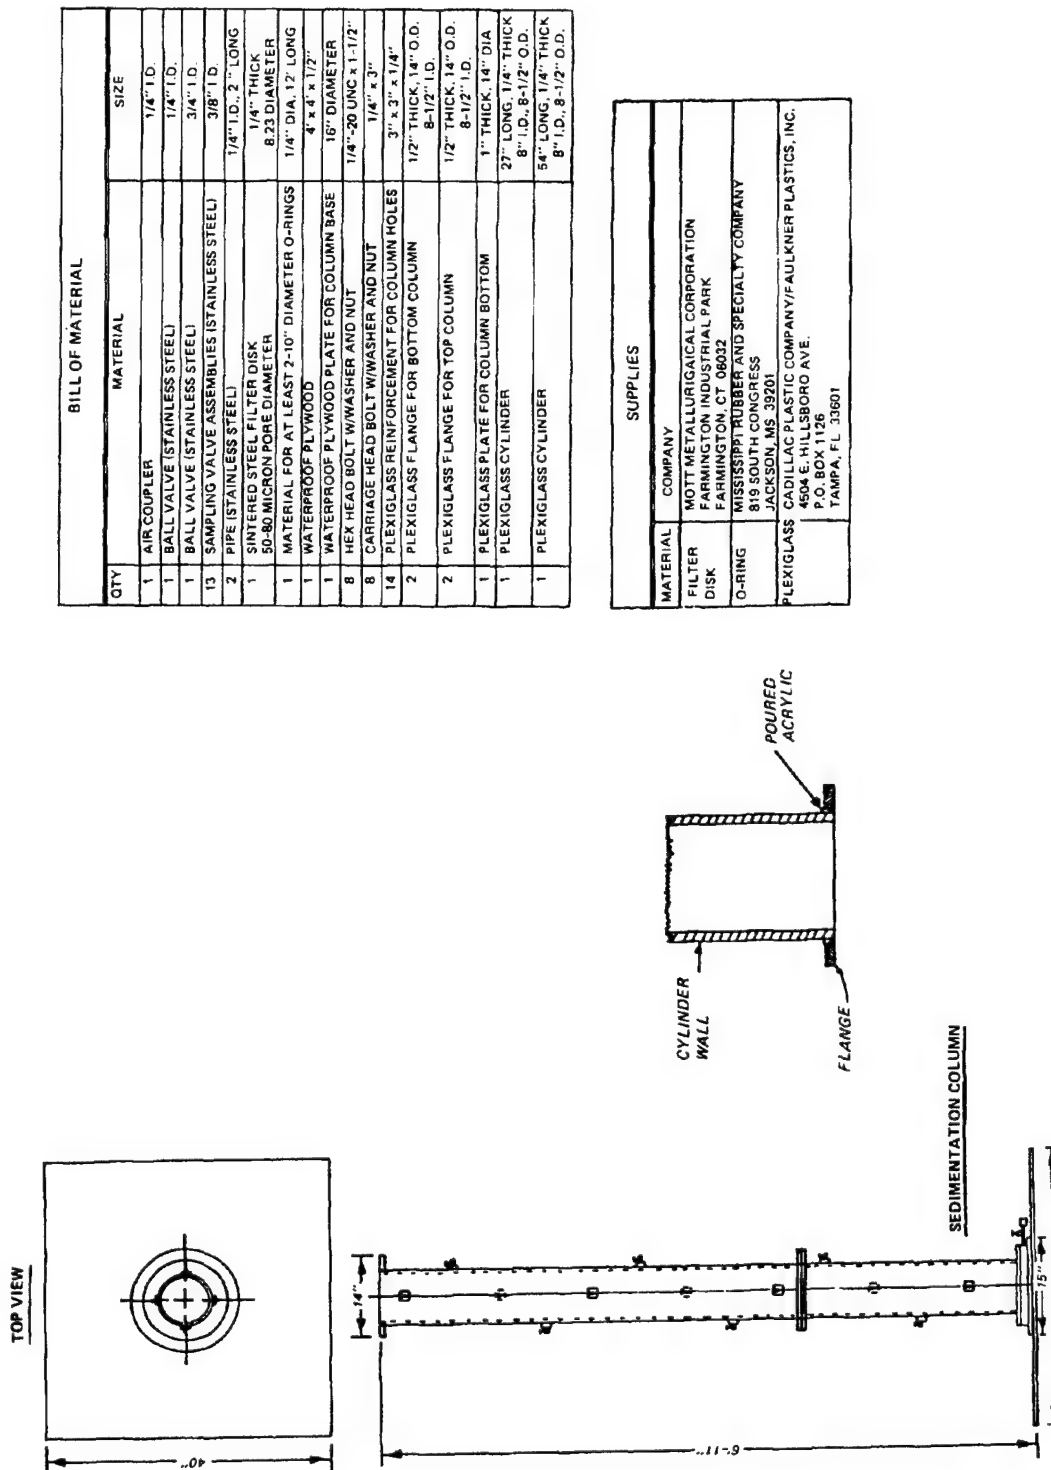 BILL OF MATERIAL
QTY MATERIAL SIZE
1 AIR COUPLER 1/4" I.D.
1 BALL VALVE (STAINLESS STEEL) 1/4" I.D.
1 BALL VALVE (STAINLESS STEEL) 3/4" I.D.
13 SAMPLING VALVE ASSEMBLIES (STAINLESS STEEL) 3/8" I.D.
2 PIPE (STAINLESS STEEL) 1/4" I.D., 2" LONG
1 SINTERED STEEL FILTER DISK 1/4" THICK
50-80 MICRON PORE DIAMETER 8.23 DIAMETER
1 MATERIAL FOR AT LEAST 2-10" DIAMETER O-RINGS 1/4" DIA, 12' LONG
1 WATERPROOF PLYWOOD 4' x 4' x 1/2"
1 WATERPROOF PLYWOOD PLATE FOR COLUMN BASE 16" DIAMETER
8 HEX HEAD BOLT W/WASHER AND NUT 1/4"-20 UNC x 1-1/2"
8 CARRIAGE HEAD BOLT W/WASHER AND NUT 1/4" x 3"
14 PLEXIGLASS REINFORCEMENT FOR COLUMN HOLES 3" x 3" x 1/4"
2 PLEXIGLASS FLANGE FOR BOTTOM COLUMN 1/2" THICK, 14" O.D.
8-1/2" I.D.
2 PLEXIGLASS FLANGE FOR TOP COLUMN 1/2" THICK, 14" O.D.
8-1/2" I.D.
1 PLEXIGLASS PLATE FOR COLUMN BOTTOM 1" THICK, 14" DIA
1 PLEXIGLASS CYLINDER 27" LONG, 1/4" THICK
8" I.D., 8-1/2" O.D.
1 PLEXIGLASS CYLINDER 54" LONG, 1/4" THICK
8" I.D., 8-1/2" O.D.
SUPPLIES
MATERIAL COMPANY
FILTER MOTT METALLURIGAICAL CORPORATION
DISK FARMINGTON INDUSTRIAL PARK
FARMINGTON, CT 06032
O-RING MISSISSIPPI RUBBER AND SPECIALTY COMPANY
819 SOUTH CONGRESS
JACKSON, MS 39201
PLEXIGLASS CADILLAC PLASTIC COMPANY/FAULKNER PLASTICS, INC.
4504 E. HILLSBORO AVE.
P.O. BOX 1126
TAMPA, FL 33601
TOP VIEW
40"
14"
6'-11"
15"
SEDIMENTATION COLUMN
CYLINDER
WALL
FLANGE
POURED
ACRYLIC